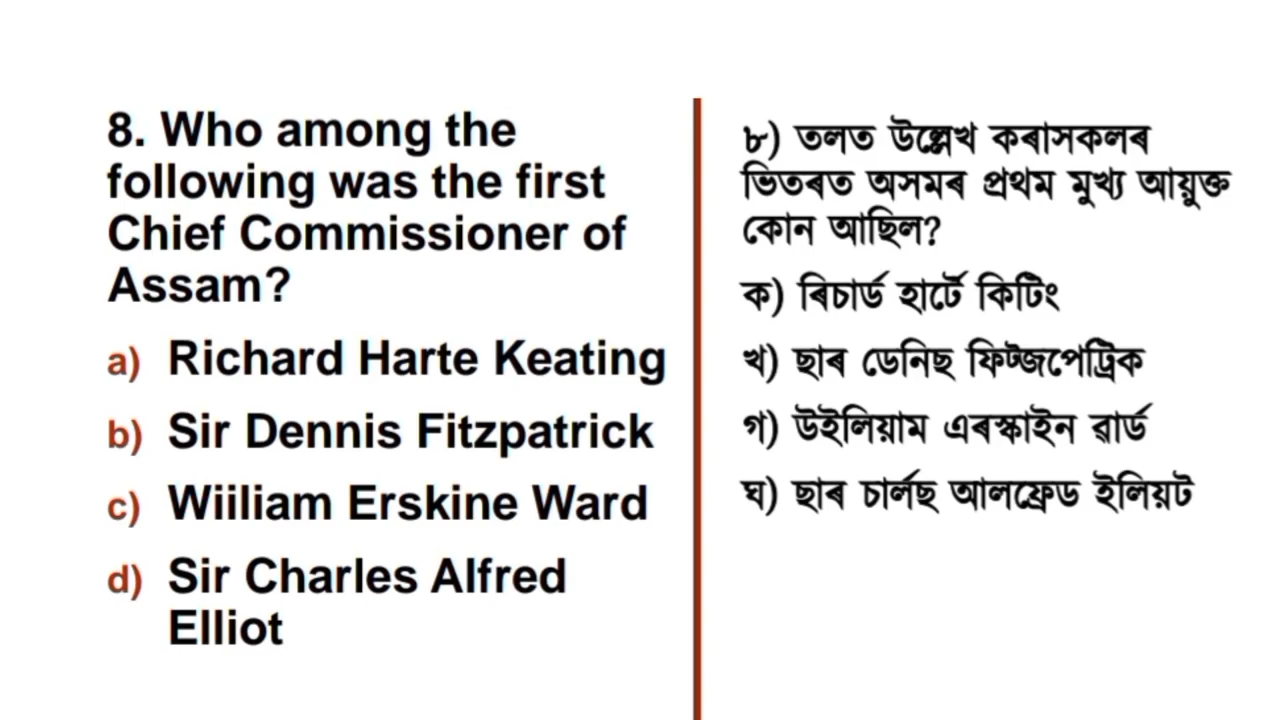 8. Who among the
following was the first
Chief Commissioner of
Assam?
a) Richard Harte Keating
b) Sir Dennis Fitzpatrick
c) Wiiliam Erskine Ward
d) Sir Charles Alfred
Elliot
৮) তলত উল্লেখ কৰাসকলৰ
ভিতৰত অসমৰ প্ৰথম মুখ্য আয়ুক্ত
কোন আছিল?
ক) ৰিচাৰ্ড হাৰ্টে কিটিং
খ) ছাৰ ডেনিছ ফিটজপেট্ৰিক
গ) উইলিয়াম এৰস্কাইন ৱাৰ্ড
ঘ) ছাৰ চাৰ্লছ আলফ্ৰেড ইলিয়ট